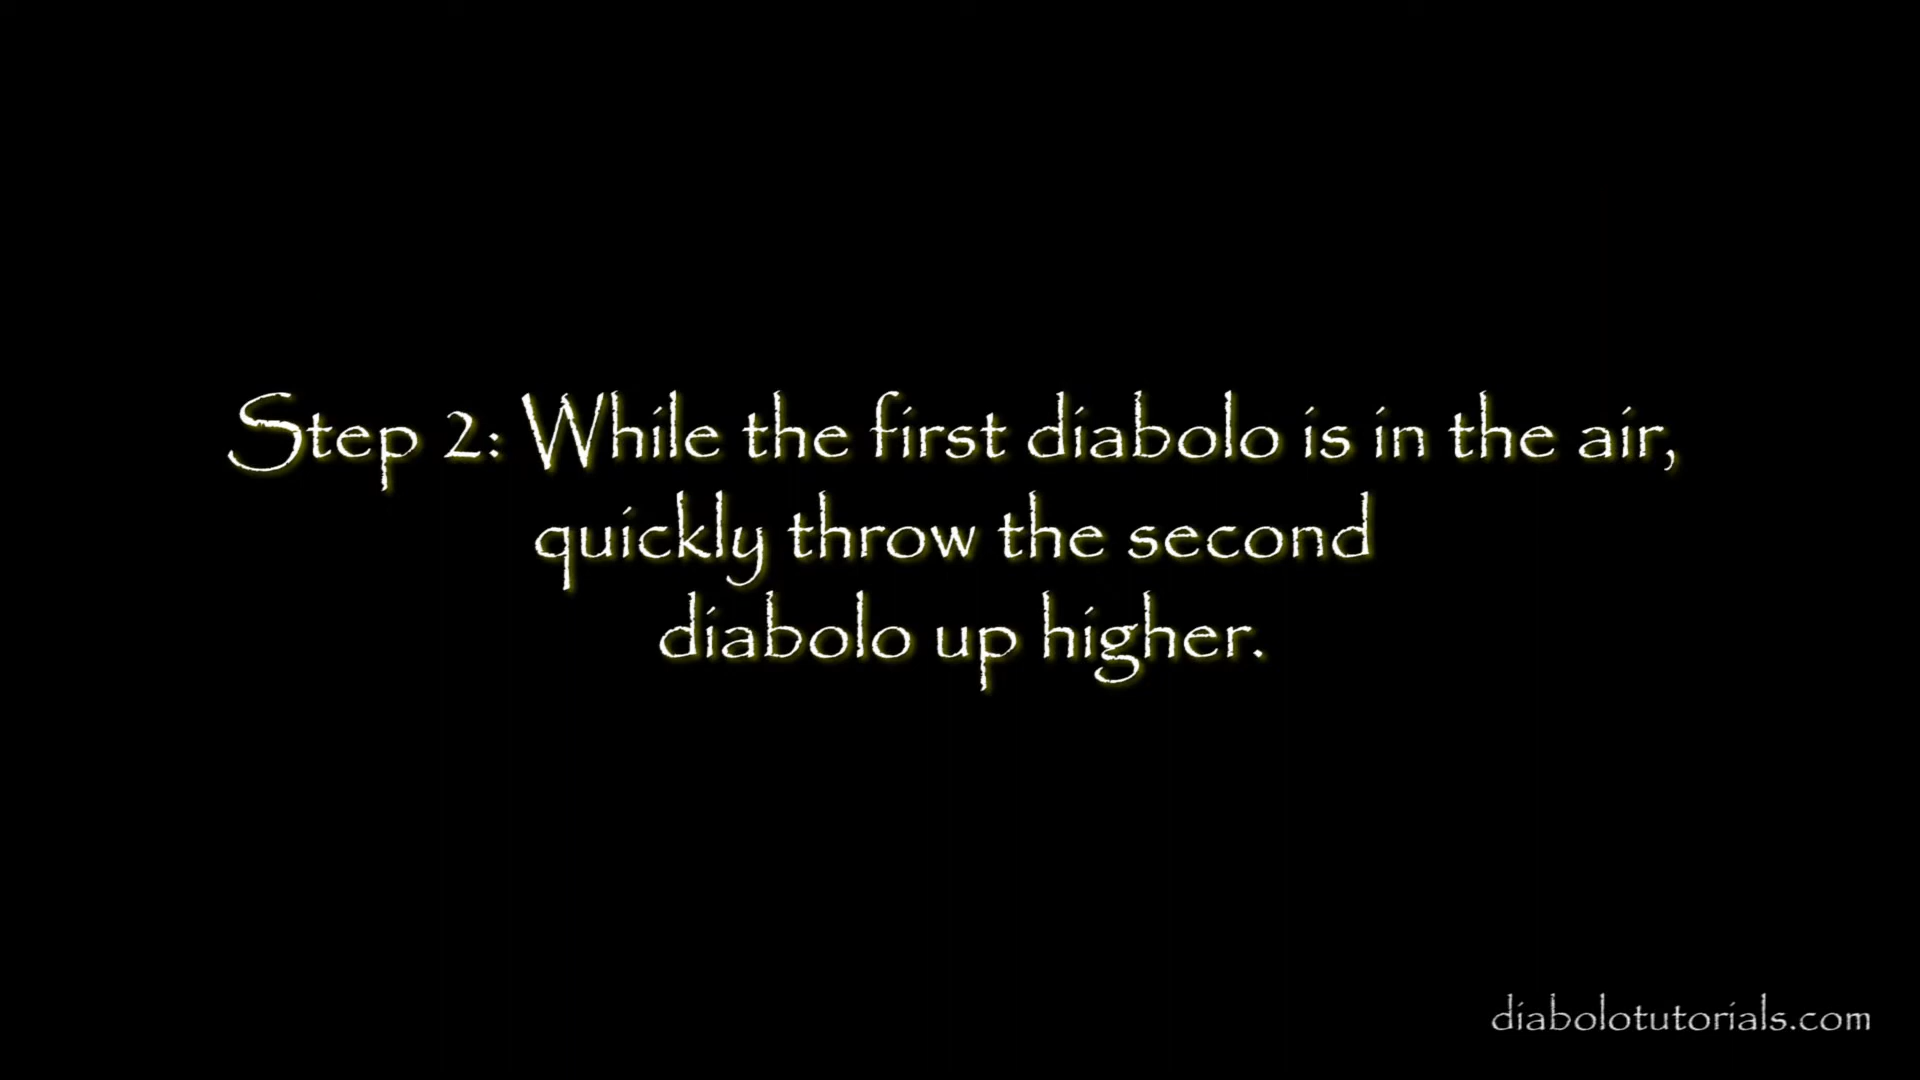 Step 2: While the first diabolo is in the air,
quickly throw the second
diabolo up higher.
diabolotutorials.com